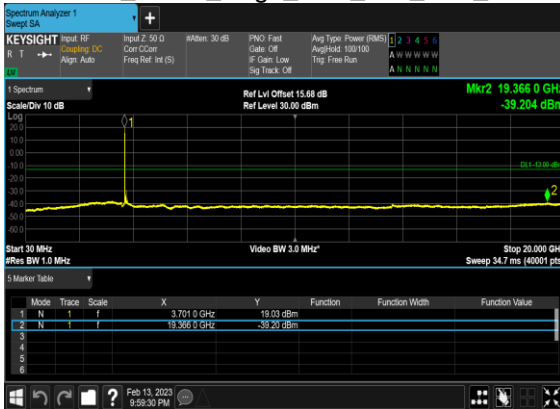 Spectrum Analyzer 1
Swept SA
+
KEYSIGHT Input: RF Input Z: 50 Ω #Atten: 30 dB PNO: Fast Avg Type: Power (RMS) 1 2 3 4 5 6
R T Coupling: DC Corr CCorr Gate: Off Avg|Hold: 100/100 A W W W W W
Align: Auto Freq Ref: Int (S) IF Gain: Low Trig: Free Run
LW Sig Track: Off A N N N N N
1 Spectrum Ref Lvl Offset 15.68 dB Mkr2 19.366 0 GHz
Scale/Div 10 dB Ref Level 30.00 dBm -39.204 dBm
Log
1
20.0
10.0
0.00
-10.0
DL1 -13.00 dBm
-20.0
-30.0
2
-40.0
-50.0
-60.0
Start 30 MHz Video BW 3.0 MHz* Stop 20.000 GH
#Res BW 1.0 MHz Sweep 34.7 ms (40001 pts
5 Marker Table
Mode Trace Scale X Y Function Function Width Function Value
1 N 1 f 3.701 0 GHz 19.03 dBm
2 N 1 f 19.366 0 GHz -39.20 dBm
3
4
5
6
? Feb 13, 2023
9:59:30 PM